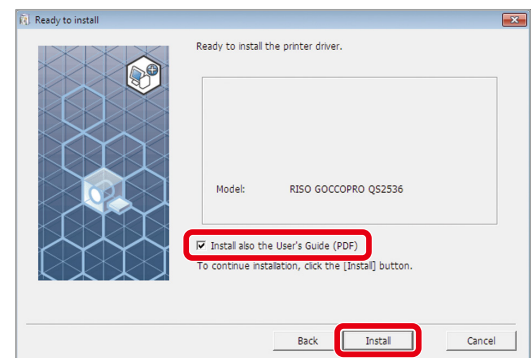 Ready to install
Ready to install the printer driver.
Model: RISO GOCCOPRO QS2536
Install also the User's Guide (PDF)
To continue installation, click the [Install] button.
Back Install Cancel